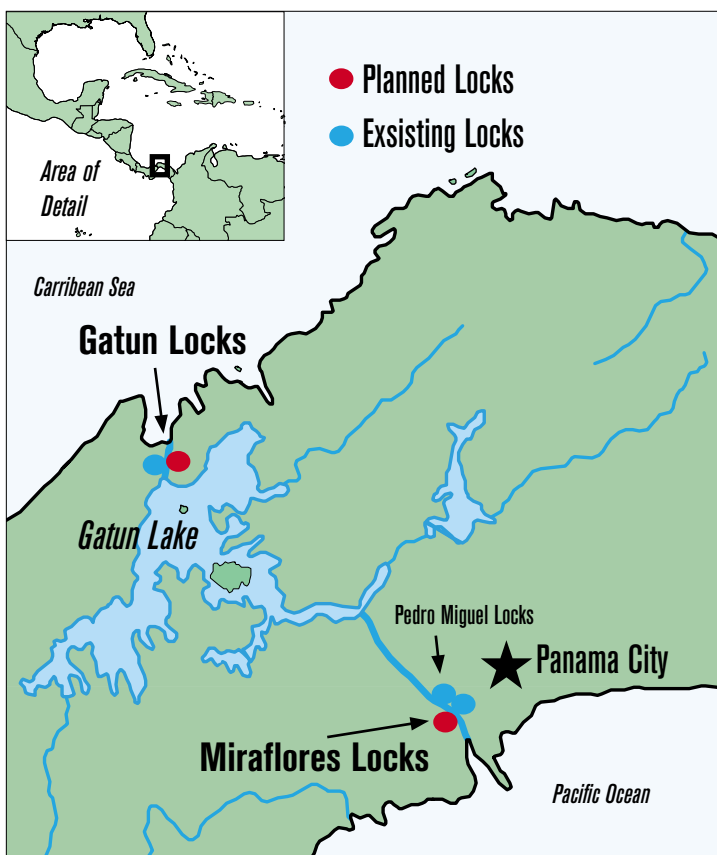 Planned Locks
Exsisting Locks
Area of
Detail
Carribean Sea
Gatun Locks
Gatun Lake
Pedro Miguel Locks
Panama City
Miraflores Locks
Pacific Ocean